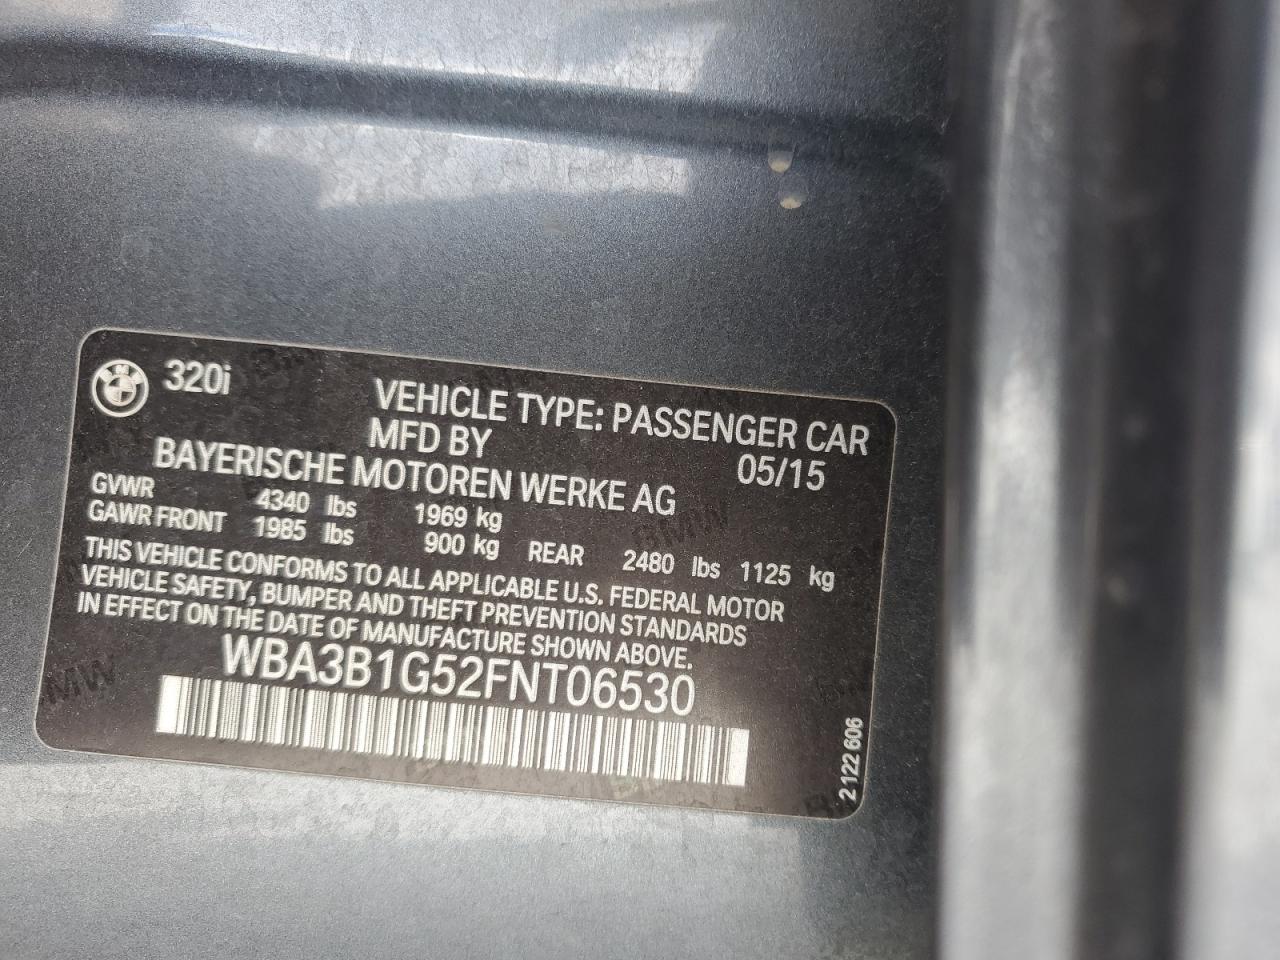 320i
VEHICLE TYPE: PASSENGER CAR
MFD BY
BAYERISCHE MOTOREN WERKE AG 05/15
GVWR 4340 lbs 1969 kg
GAWR FRONT 1985 lbs 900 kg REAR 2480 lbs 1125 kg
THIS VEHICLE CONFORMS TO ALL APPLICABLE U.S. FEDERAL MOTOR
VEHICLE SAFETY, BUMPER AND THEFT PREVENTION STANDARDS
IN EFFECT ON THE DATE OF MANUFACTURE SHOWN ABOVE.
WBA3B1G52FNT06530
2 122 606
BMW
BMW